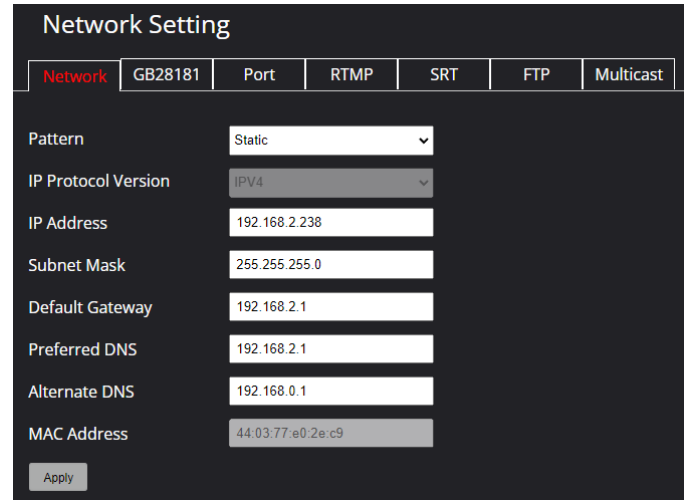 Network Setting
Network GB28181 Port RTMP SRT FTP Multicast
Pattern Static
IP Protocol Version IPV4
IP Address 192.168.2.238
Subnet Mask 255.255.255.0
Default Gateway 192.168.2.1
Preferred DNS 192.168.2.1
Alternate DNS 192.168.0.1
MAC Address 44:03:77:e0:2e:c9
Apply